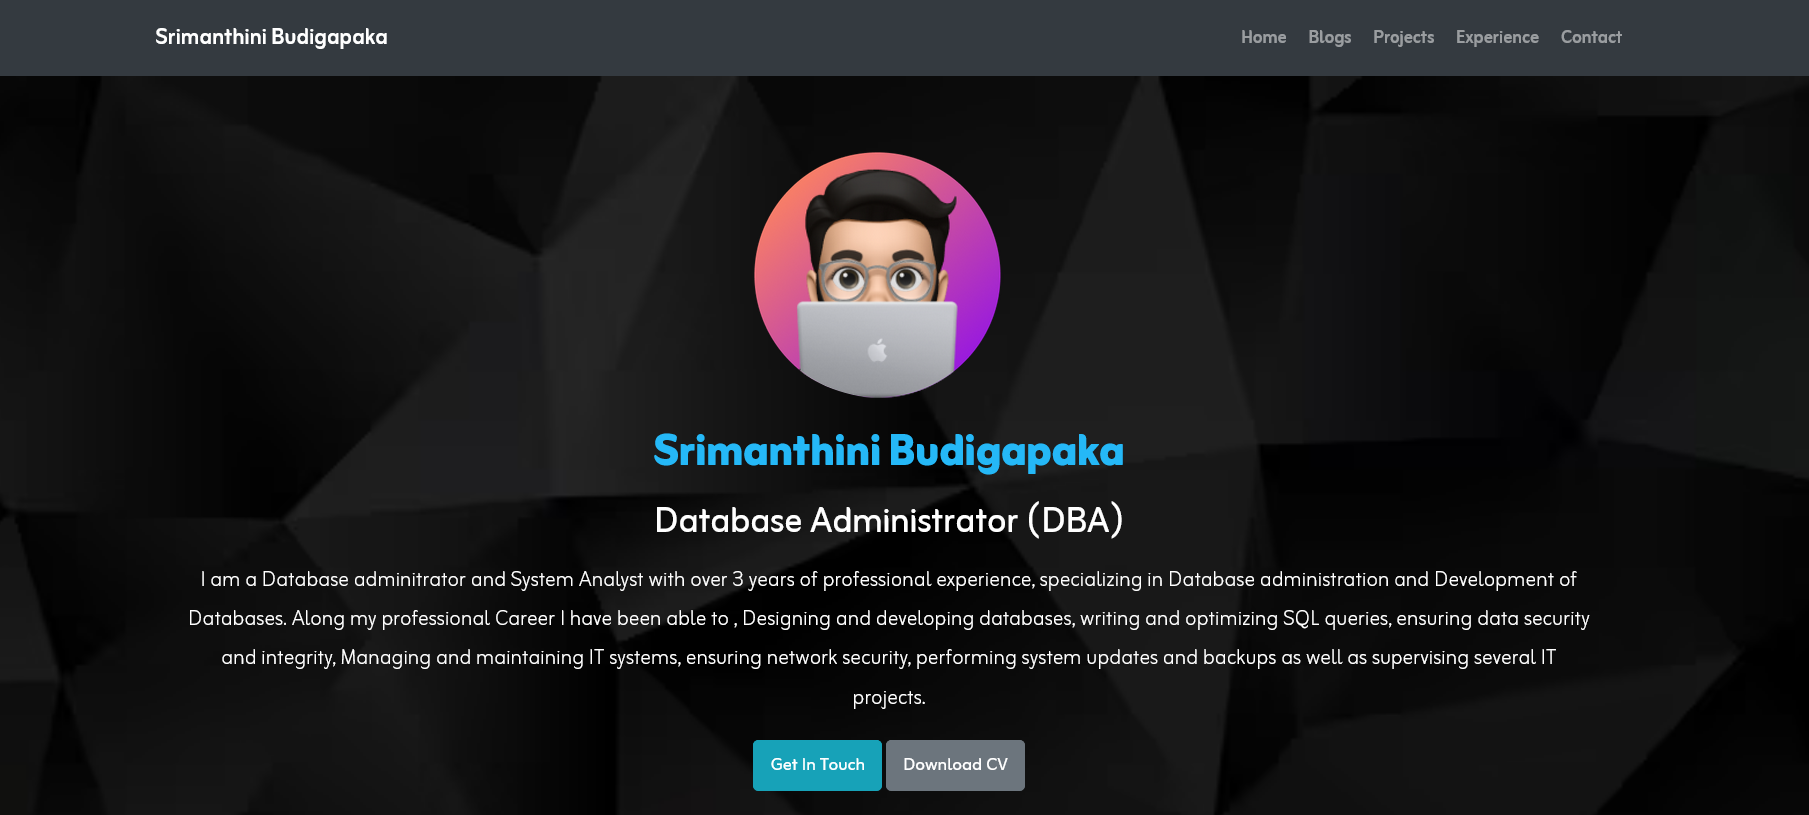 Srimanthini Budigapaka
Home Blogs Projects Experience Contact
Srimanthini Budigapaka
Database Administrator (DBA)
I am a Database adminitrator and System Analyst with over 3 years of professional experience, specializing in Database administration and Development of
Databases. Along my professional Career I have been able to , Designing and developing databases, writing and optimizing SQL queries, ensuring data security
and integrity, Managing and maintaining IT systems, ensuring network security, performing system updates and backups as well as supervising several IT
projects.
Get In Touch
Download CV